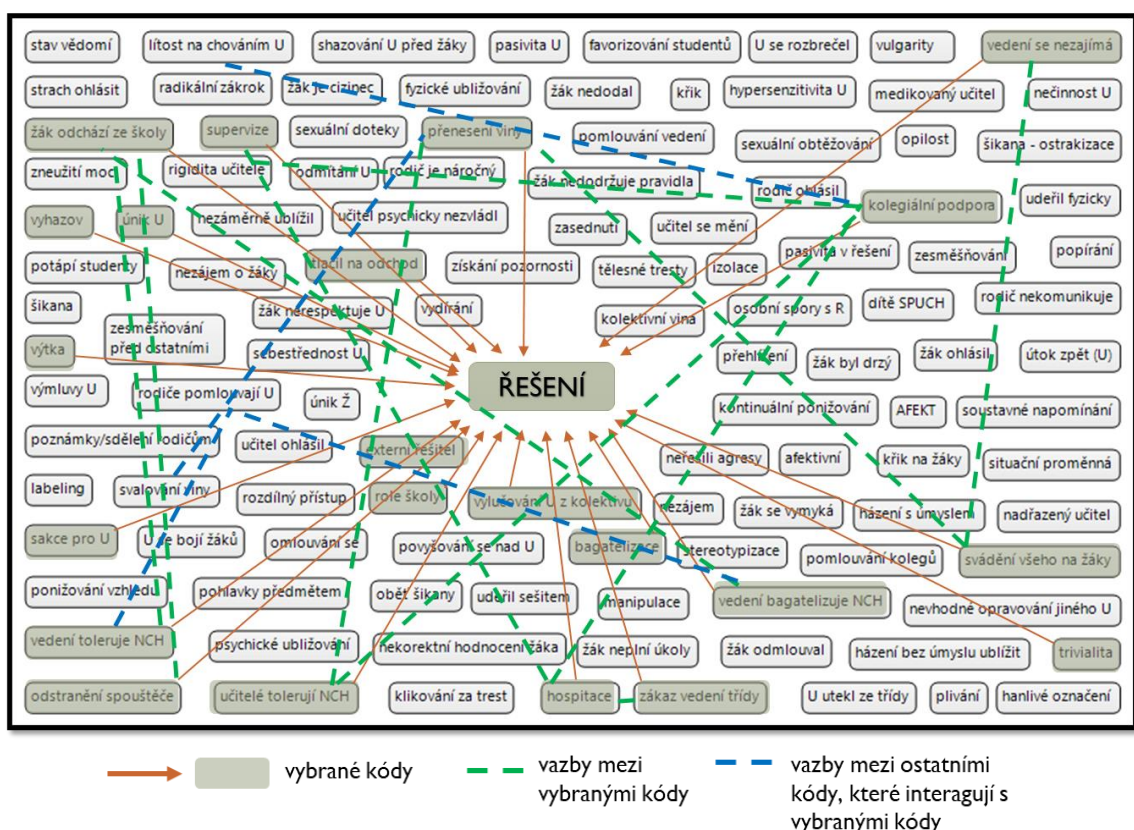 stav vědomí
lítost na chováním U
shazování U před žáky
pasivita U
favorizování studentů
U se rozbrečel
vulgarity
vedení se nezajímá
strach ohlásit
radikální zákrok
žák je cizinec
fyzické ubližování
žák nedodal
křik
hypersenzitivita U
medikovaný učitel
nečinnost U
žák odchází ze školy
supervize
sexuální doteky
přenesení viny
pomlouvání vedení
sexuální obtěžování
opilost
šikana - ostrakizace
zneužití moci
rigidita učitele
odmítání U
rodič je náročný
žák nedodržuje pravidla
rodič ohlásil
kolegiální podpora
udeřil fyzicky
vyhazov
únik U
nezáměrně ublížil
učitel psychicky nezvládl
zasednutí
učitel se mění
pasivita v řešení
zesměšňování
popírání
potápí studenty
nezájem o žáky
tlačil na odchod
získání pozornosti
tělesné tresty
izolace
šikana
žák nerespektuje U
vydírání
kolektivní vina
osobní spory s R
dítě SPUCH
rodič nekomunikuje
výtka
zesměšňování
před ostatními
sebestřednost U
ŘEŠENÍ
přehlížení
žák byl drzý
žák ohlásil
útok zpět (U)
výmluvy U
rodiče pomlouvají U
únik Ž
kontinuální ponižování
AFEKT
soustavné napomínání
poznámky/sdělení rodičům
učitel ohlásil
externí řešitel
neřešili agresy
afektivní
křik na žáky
situační proměnná
labeling
svalování viny
rozdílný přístup
role školy
vylušování U z kolektivu
nezájem
žák se vymyká
házení s úmyslem
nadřazený učitel
sakce pro U
U se bojí žáků
omlouvání se
povyšování se nad U
bagatelizace
stereotypizace
pomlouvání kolegů
svádění všeho na žáky
ponižování vzhledu
pohlavky předmětem
obět šikany
udeřil sešitem
manipulace
vedení bagatelizuje NCH
nevhodné opravování jiného U
vedení toleruje NCH
psychické ubližování
nekorektní hodnocení žáka
žák neplní úkoly
žák odmlouval
házení bez úmyslu ublížit
trivialita
odstranění spouštěče
učitelé tolerují NCH
klikování za trest
hospitace
zákaz vedení třídy
U utekl ze třídy
plivání
hanlivé označení
vybrané kódy
vazby mezi
vybranými kódy
vazby mezi ostatními
kódy, které interagují s
vybranými kódy